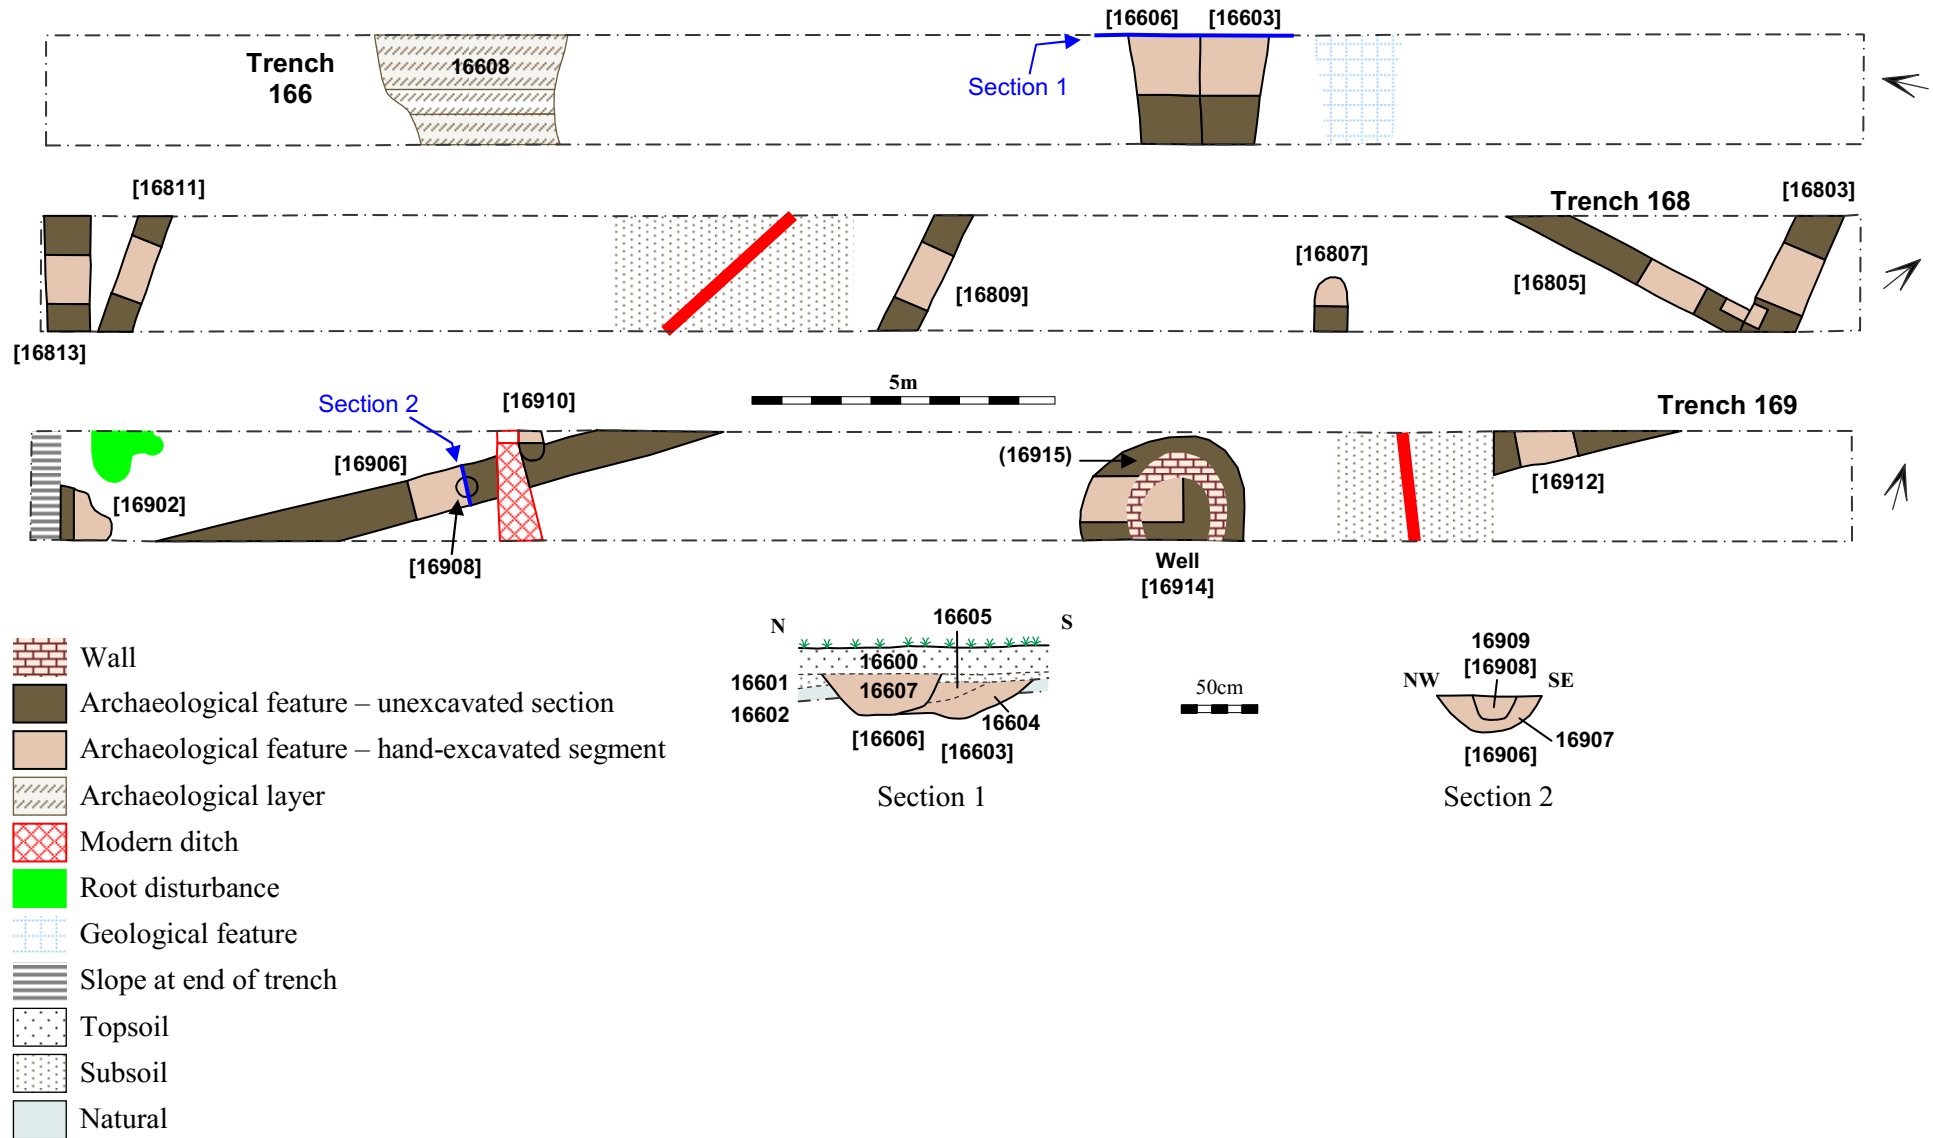 [16606] [16603]
Trench
166
16608
Section 1
[16811]
Trench 168
[16803]
[16807]
[16805]
[16809]
[16813]
5m
Section 2
[16910]
Trench 169
[16906]
(16915)
[16902]
[16912]
[16908]
Well
[16914]
Wall
Archaeological feature – unexcavated section
Archaeological feature – hand-excavated segment
Archaeological layer
Modern ditch
Root disturbance
Geological feature
Slope at end of trench
Topsoil
Subsoil
Natural
16605
N
S
16600
16601
16607
16602
16604
[16606]
[16603]
Section 1
50cm
16909
[16908]
NW
SE
16907
[16906]
Section 2